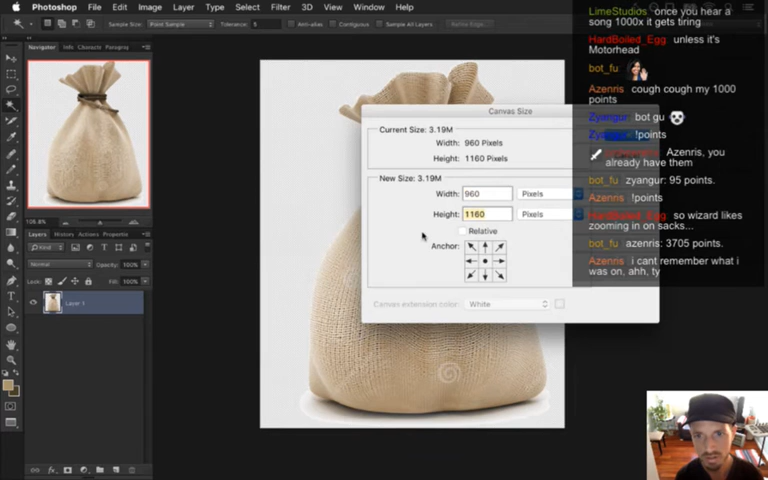 Photoshop File Edit Image Layer Type Select Filter 3D View Window Help
Sample Size: Point Sample Tolerance: 5 Anti-alias Contiguous Sample All Layers Refine Edge...
Navigator Info Characte Paragrap
Canvas Size
Current Size: 3.19M
Width: 960 Pixels
Height: 1160 Pixels
New Size: 3.19M
Width: 960 Pixels
Height: 1160 Pixels
Relative
Anchor:
Canvas extension color: White
Layers History Actions Properties
Kind
Normal Opacity: 100%
Lock: Fill: 100%
Layer 1
LimeStudios once you hear a
song 1000x it gets tiring
HardBoiled_Egg unless it's
Motorhead
bot_fu
Azenris cough cough my 1000
points
Zyangur: bot gu
Zyangur !points
Azenris, you
already have them
bot_fu zyangur: 95 points.
Azenris !points
HardBoiled_Egg so wizard likes
zooming in on sacks...
bot_fu azenris: 3705 points.
Azenris i cant remember what i
was on, ahh, ty